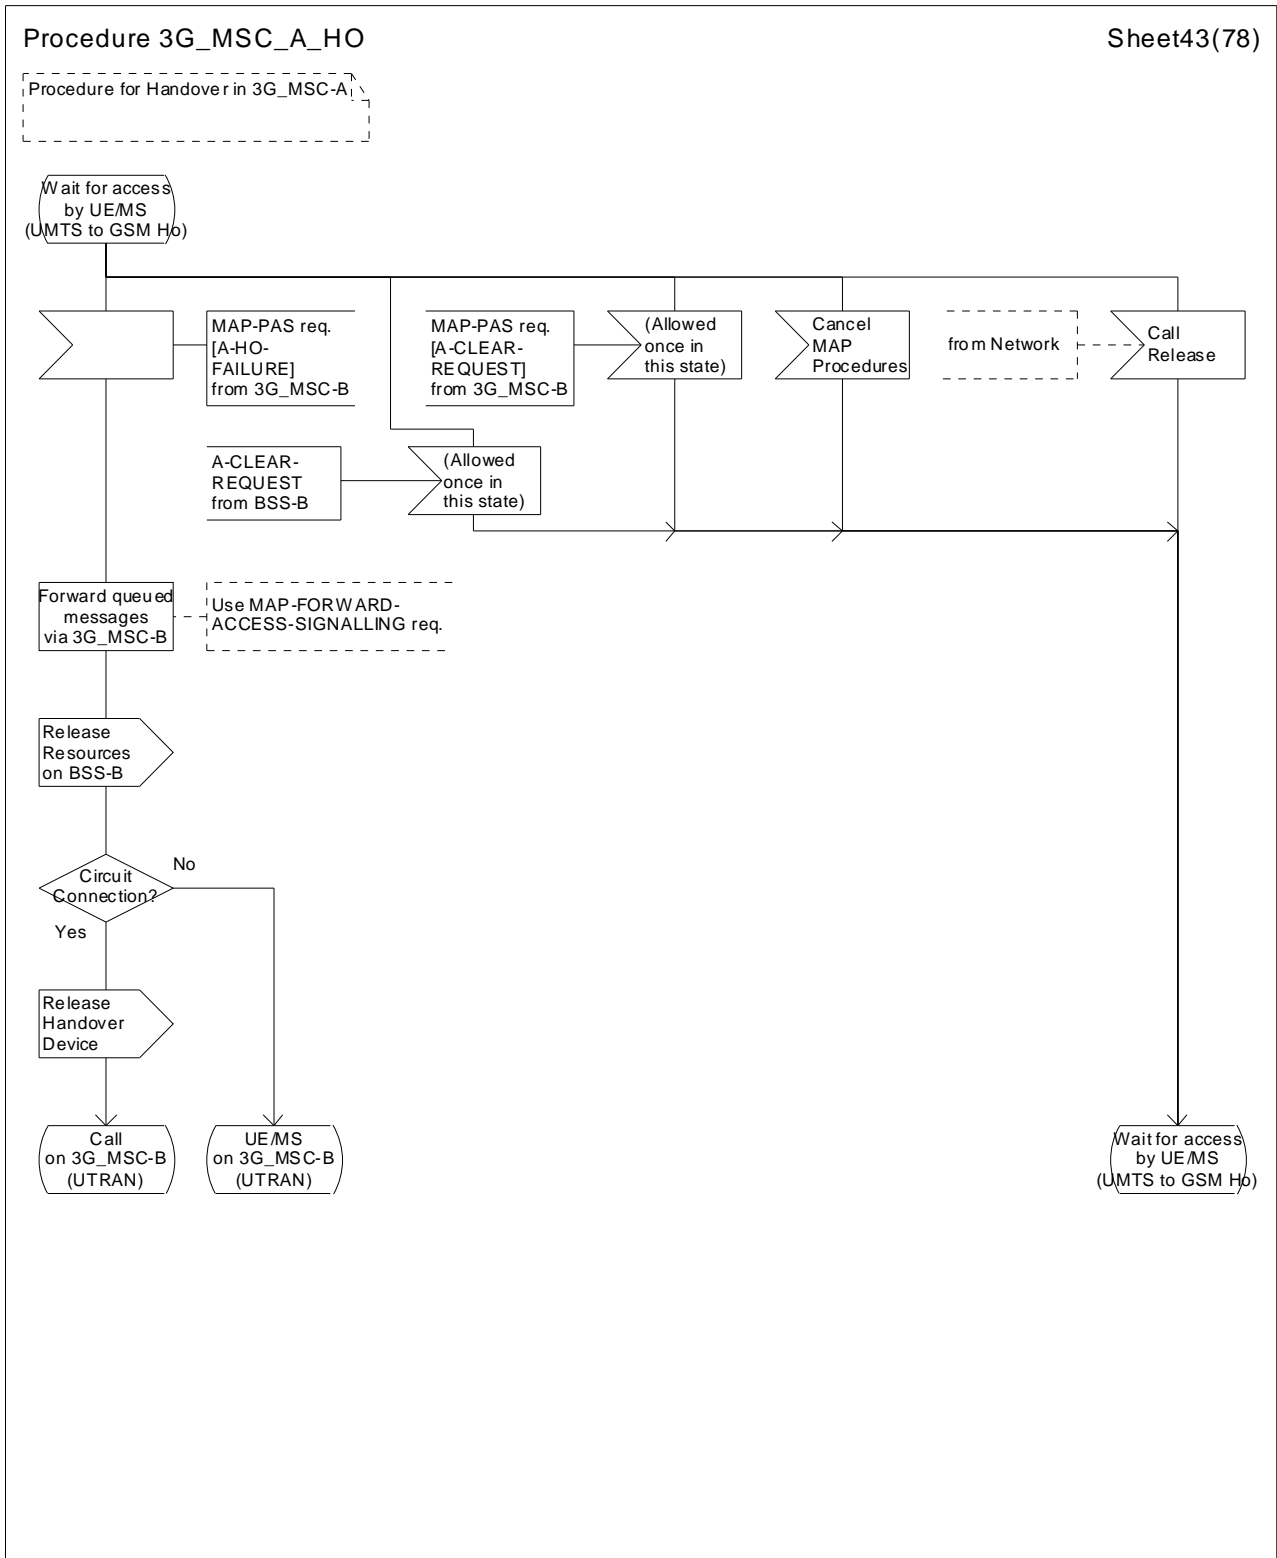 Procedure 3G_MSC_A_HO
Sheet43(78)
Procedure for Handover in 3G_MSC-A
Wait for access
by UE/MS
(UMTS to GSM Ho)
MAP-PAS req.
[A-HO-
FAILURE]
from 3G_MSC-B
MAP-PAS req.
[A-CLEAR-
REQUEST]
from 3G_MSC-B
(Allowed
once in
this state)
Cancel
MAP
Procedures
from Network
Call
Release
A-CLEAR-
REQUEST
from BSS-B
(Allowed
once in
this state)
Forward queued
messages
via 3G_MSC-B
Use MAP-FORWARD-
ACCESS-SIGNALLING req.
Release
Resources
on BSS-B
Circuit
Connection?
No
Yes
Release
Handover
Device
Call
on 3G_MSC-B
(UTRAN)
UE/MS
on 3G_MSC-B
(UTRAN)
Wait for access
by UE/MS
(UMTS to GSM Ho)